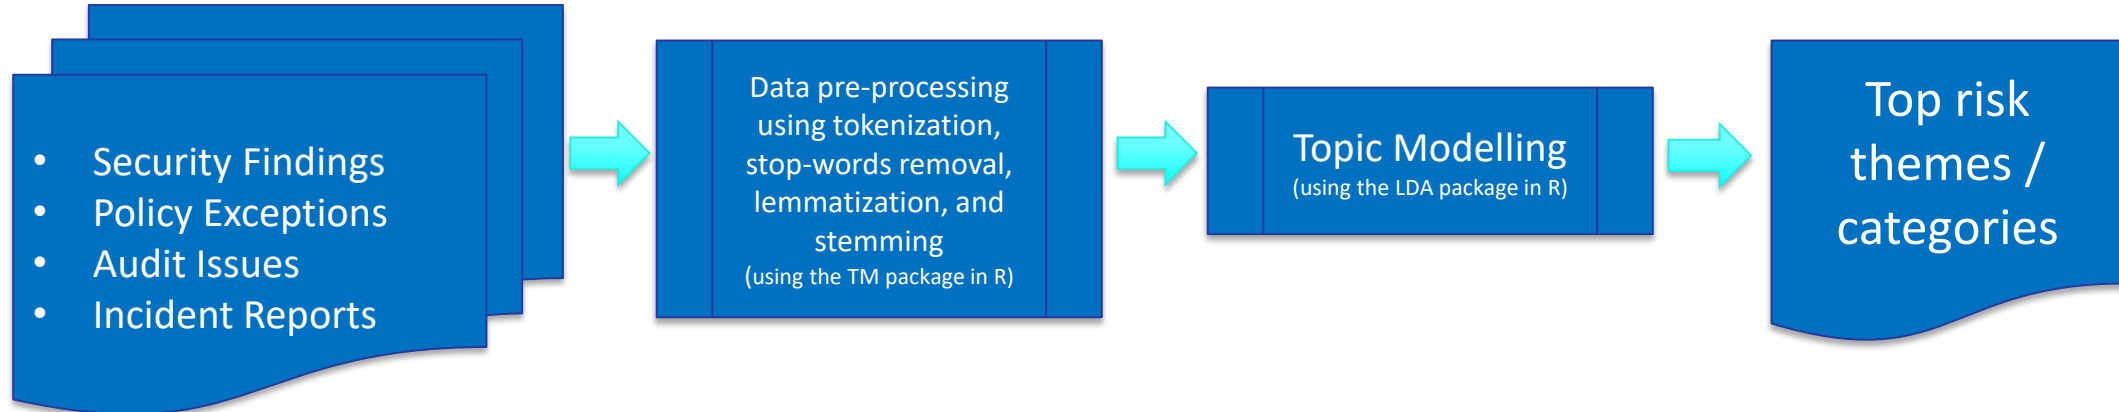 • Security Findings
• Policy Exceptions
• Audit Issues
• Incident Reports
Data pre-processing
using tokenization,
stop-words removal,
lemmatization, and
stemming
(using the TM package in R)
Topic Modelling
(using the LDA package in R)
Top risk
themes /
categories